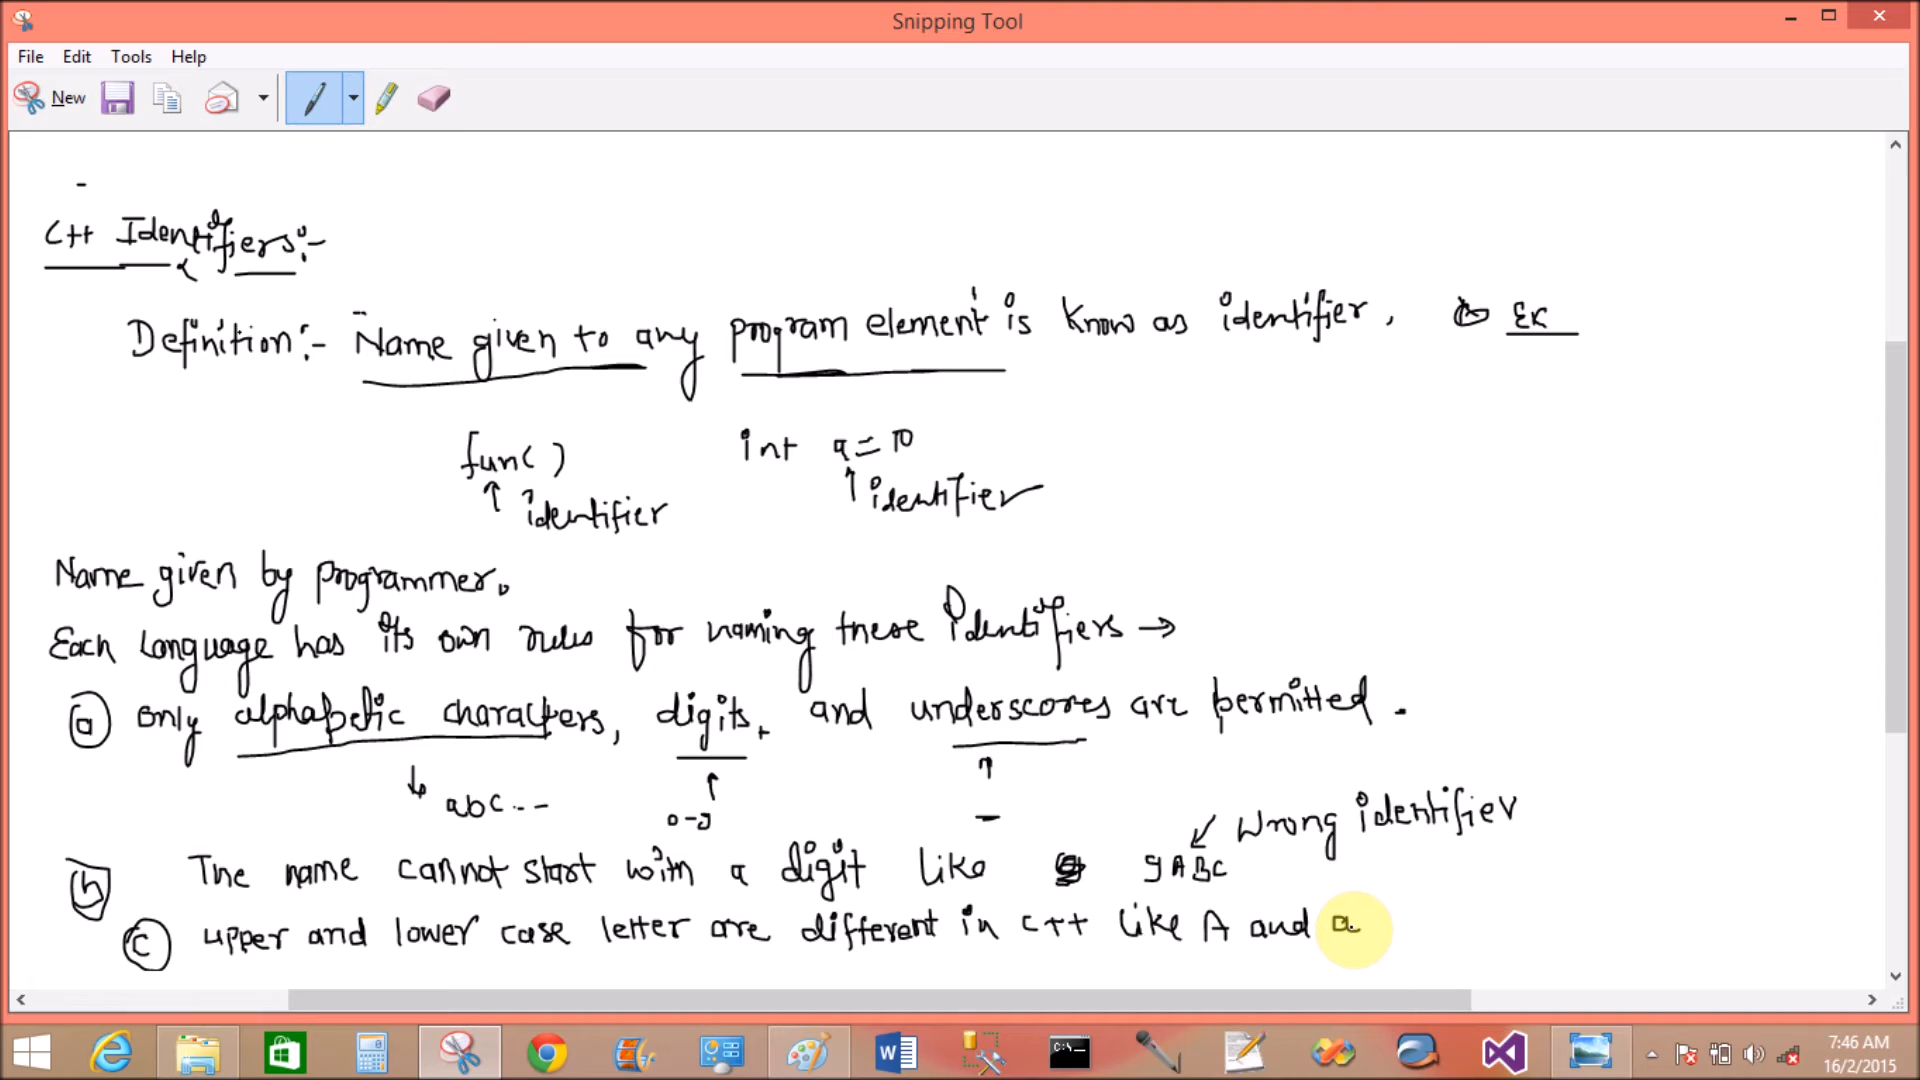 Snipping Tool
File Edit Tools Help
New
C++ Identifiers:-
Definition:- Name given to any program element is know as identifier. Ex
fun( ) int a = 10
identifier identifier
Name given by programmer.
Each language has its own rules for naming these Identifiers →
(a) only alphabetic characters, digits, and underscores are permitted.
abc -- 0-9 _
Wrong identifier
(b) The name cannot start with a digit like 9ABC
(c) upper and lower case letter are different in C++ like A and a
7:46 AM
16/2/2015